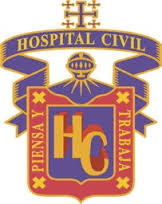 HOSPITAL CIVIL
PIENSA Y
TRABAJA
HC